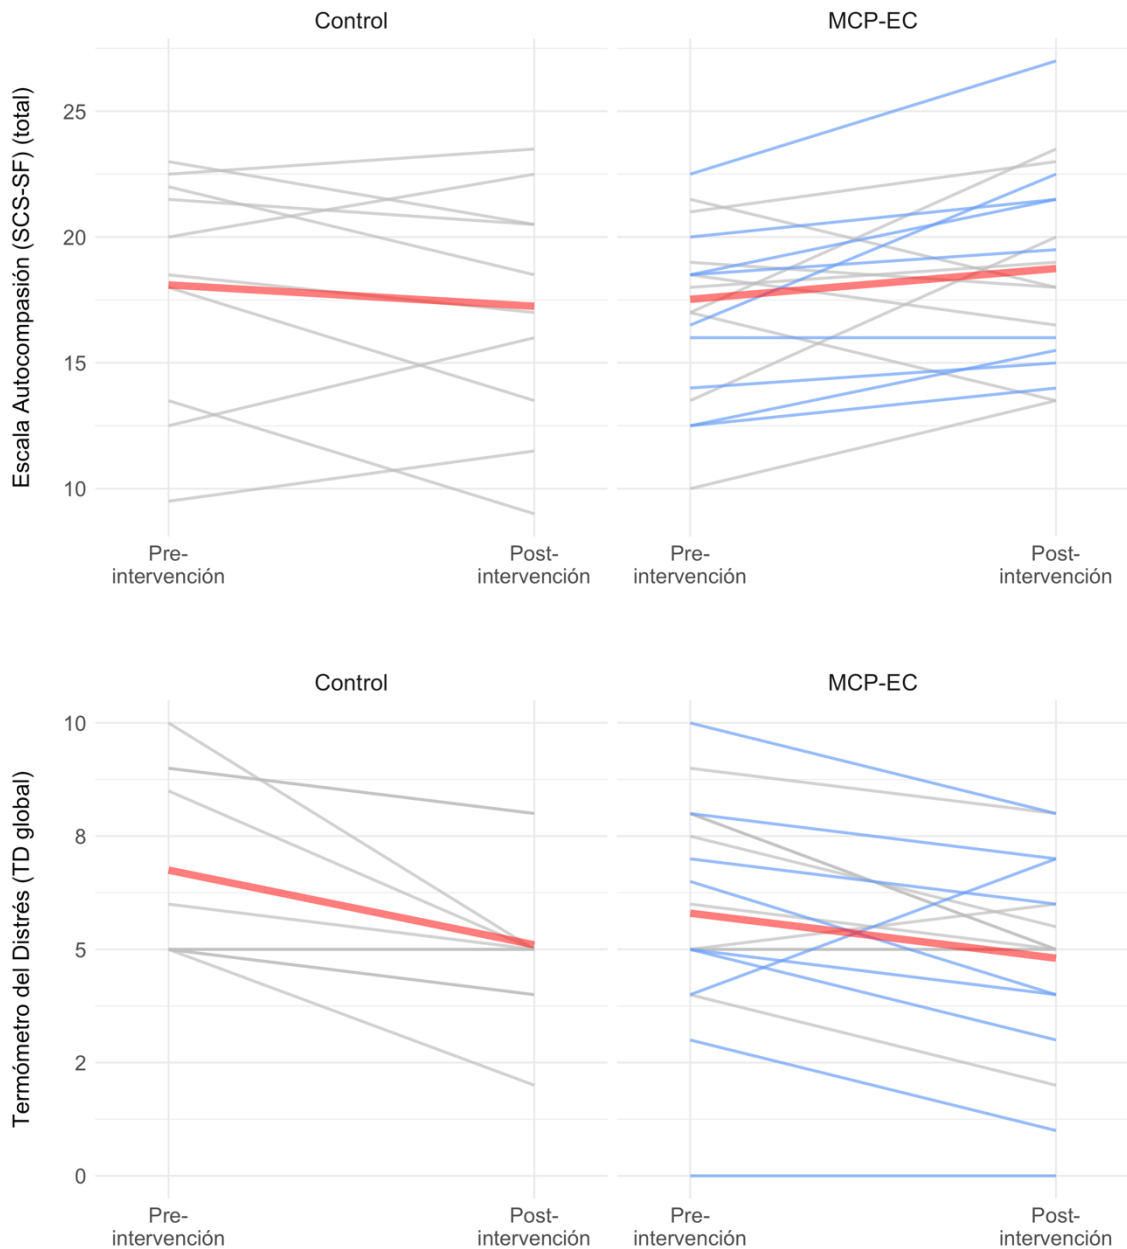 Control
MCP-EC
Escala Autocompasión (SCS-SF) (total)
25
20
15
10
Pre-
intervención
Post-
intervención
Pre-
intervención
Post-
intervención
Control
MCP-EC
Termómetro del Distrés (TD global)
10
8
5
2
0
Pre-
intervención
Post-
intervención
Pre-
intervención
Post-
intervención